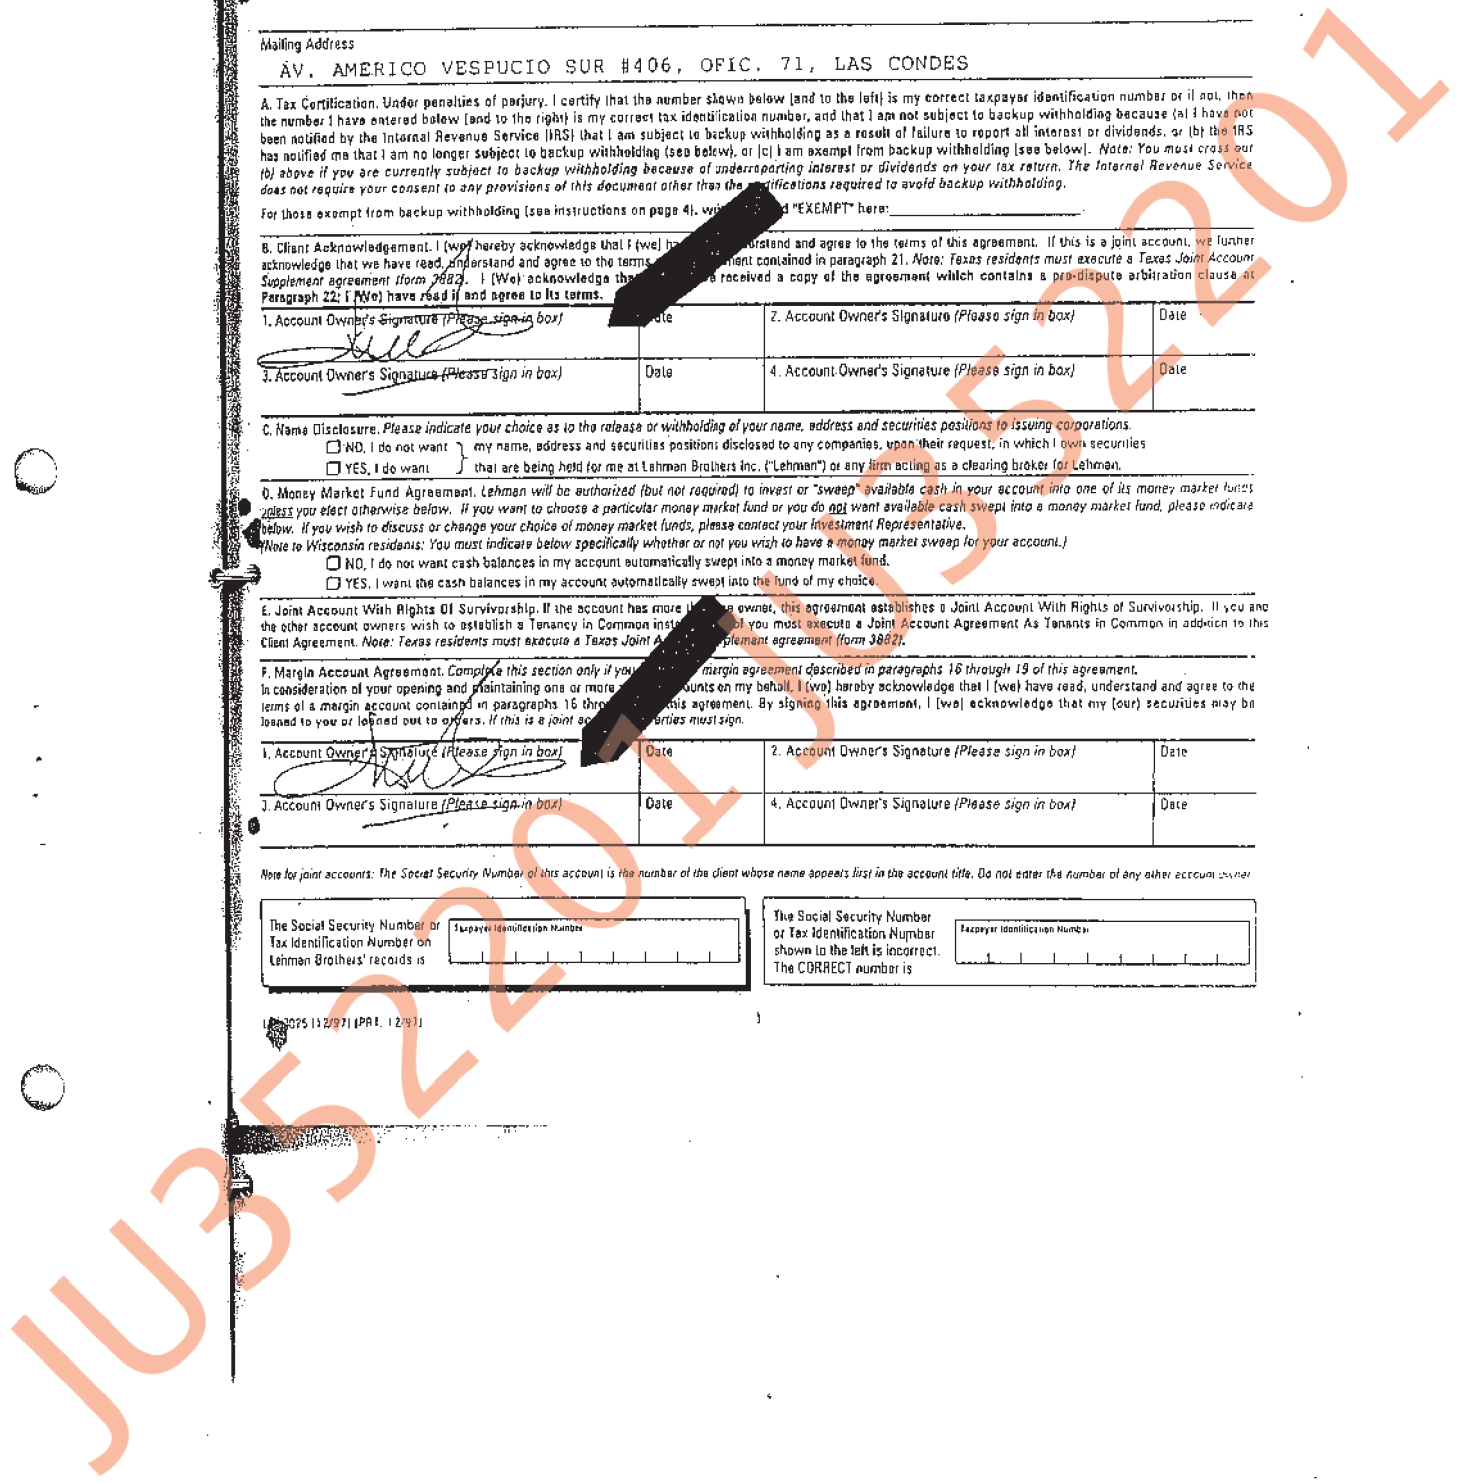 Mailing Address
AV. AMERICO VESPUCIO SUR #406, OFIC. 71, LAS CONDES
A. Tax Certification. Under penalties of perjury. I certify that the number shown below (and to the left) is my correct taxpayer identification number or if not, then
the number I have entered below (and to the right) is my correct tax identification number, and that I am not subject to backup withholding because (a) I have not
been notified by the Internal Revenue Service (IRS) that I am subject to backup withholding as a result of failure to report all interest or dividends, or (b) the IRS
has notified me that I am no longer subject to backup withholding (see below), or (c) I am exempt from backup withholding (see below). Note: You must cross out
(b) above if you are currently subject to backup withholding because of underreporting interest or dividends on your tax return. The Internal Revenue Service
does not require your consent to any provisions of this document other than the certifications required to avoid backup withholding.
For those exempt from backup withholding (see instructions on page 4), "EXEMPT" here:
B. Client Acknowledgement. I (we) hereby acknowledge that I (we) and agree to the terms of this agreement. If this is a joint account, we further
acknowledge that we have read, understand and agree to the terms contained in paragraph 21. Note: Texas residents must execute a Texas Joint Account
Supplement agreement (form 3882). I (We) acknowledge received a copy of the agreement which contains a pre-dispute arbitration clause at
Paragraph 22; I (We) have read it and agree to its terms.
1. Account Owner's Signature (Please sign in box) Date 2. Account Owner's Signature (Please sign in box) Date
3. Account Owner's Signature (Please sign in box) Date 4. Account Owner's Signature (Please sign in box) Date
C. Name Disclosure. Please indicate your choice as to the release or withholding of your name, address and securities positions to issuing corporations.
NO, I do not want } my name, address and securities positions disclosed to any companies, upon their request, in which I own securities
YES, I do want } that are being held for me at Lehman Brothers Inc. ("Lehman") or any firm acting as a clearing broker for Lehman.
D. Money Market Fund Agreement. Lehman will be authorized (but not required) to invest or "sweep" available cash in your account into one of its money market funds
unless you elect otherwise below. If you want to choose a particular money market fund or you do not want available cash swept into a money market fund, please indicate
below. If you wish to discuss or change your choice of money market funds, please contact your Investment Representative.
(Note to Wisconsin residents: You must indicate below specifically whether or not you wish to have a money market sweep for your account.)
NO, I do not want cash balances in my account automatically swept into a money market fund.
YES, I want the cash balances in my account automatically swept into the fund of my choice.
E. Joint Account With Rights Of Survivorship. If the account has more owner, this agreement establishes a Joint Account With Rights of Survivorship. If you and
the other account owners wish to establish a Tenancy in Common you must execute a Joint Account Agreement As Tenants in Common in addition to this
Client Agreement. Note: Texas residents must execute a Texas Joint agreement (form 3882).
F. Margin Account Agreement. Complete this section only if you margin agreement described in paragraphs 16 through 19 of this agreement.
In consideration of your opening and maintaining one or more on my behalf, I (we) hereby acknowledge that I (we) have read, understand and agree to the
terms of a margin account contained in paragraphs 16 this agreement. By signing this agreement, I (we) acknowledge that my (our) securities may be
loaned to you or loaned out to others. If this is a joint must sign.
1. Account Owner's Signature (Please sign in box) Date 2. Account Owner's Signature (Please sign in box) Date
3. Account Owner's Signature (Please sign in box) Date 4. Account Owner's Signature (Please sign in box) Date
Note for joint accounts: The Social Security Number of this account is the number of the client whose name appears first in the account title. Do not enter the number of any other account owner
The Social Security Number or
Tax Identification Number on
Lehman Brothers' records is
Taxpayer Identification Number
The Social Security Number
or Tax Identification Number
shown to the left is incorrect.
The CORRECT number is
Taxpayer Identification Number
JU352201 JU352201